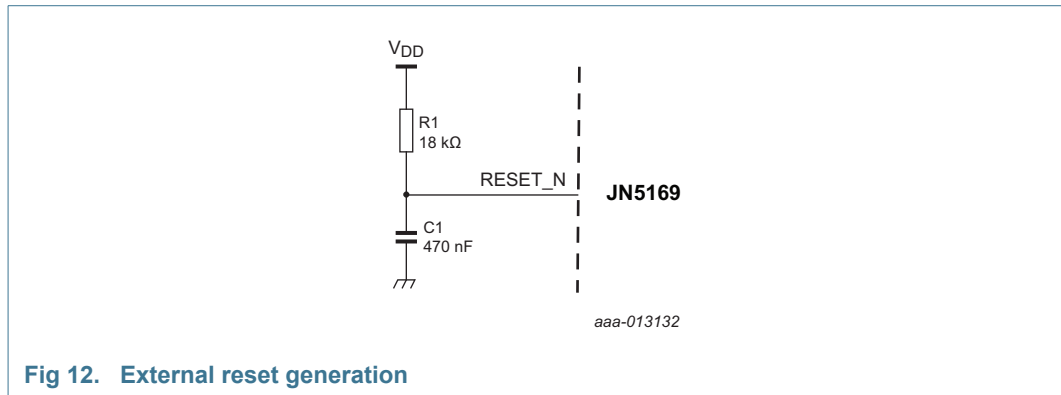 VDD
R1
18 kΩ
RESET_N
JN5169
C1
470 nF
aaa-013132
Fig 12. External reset generation